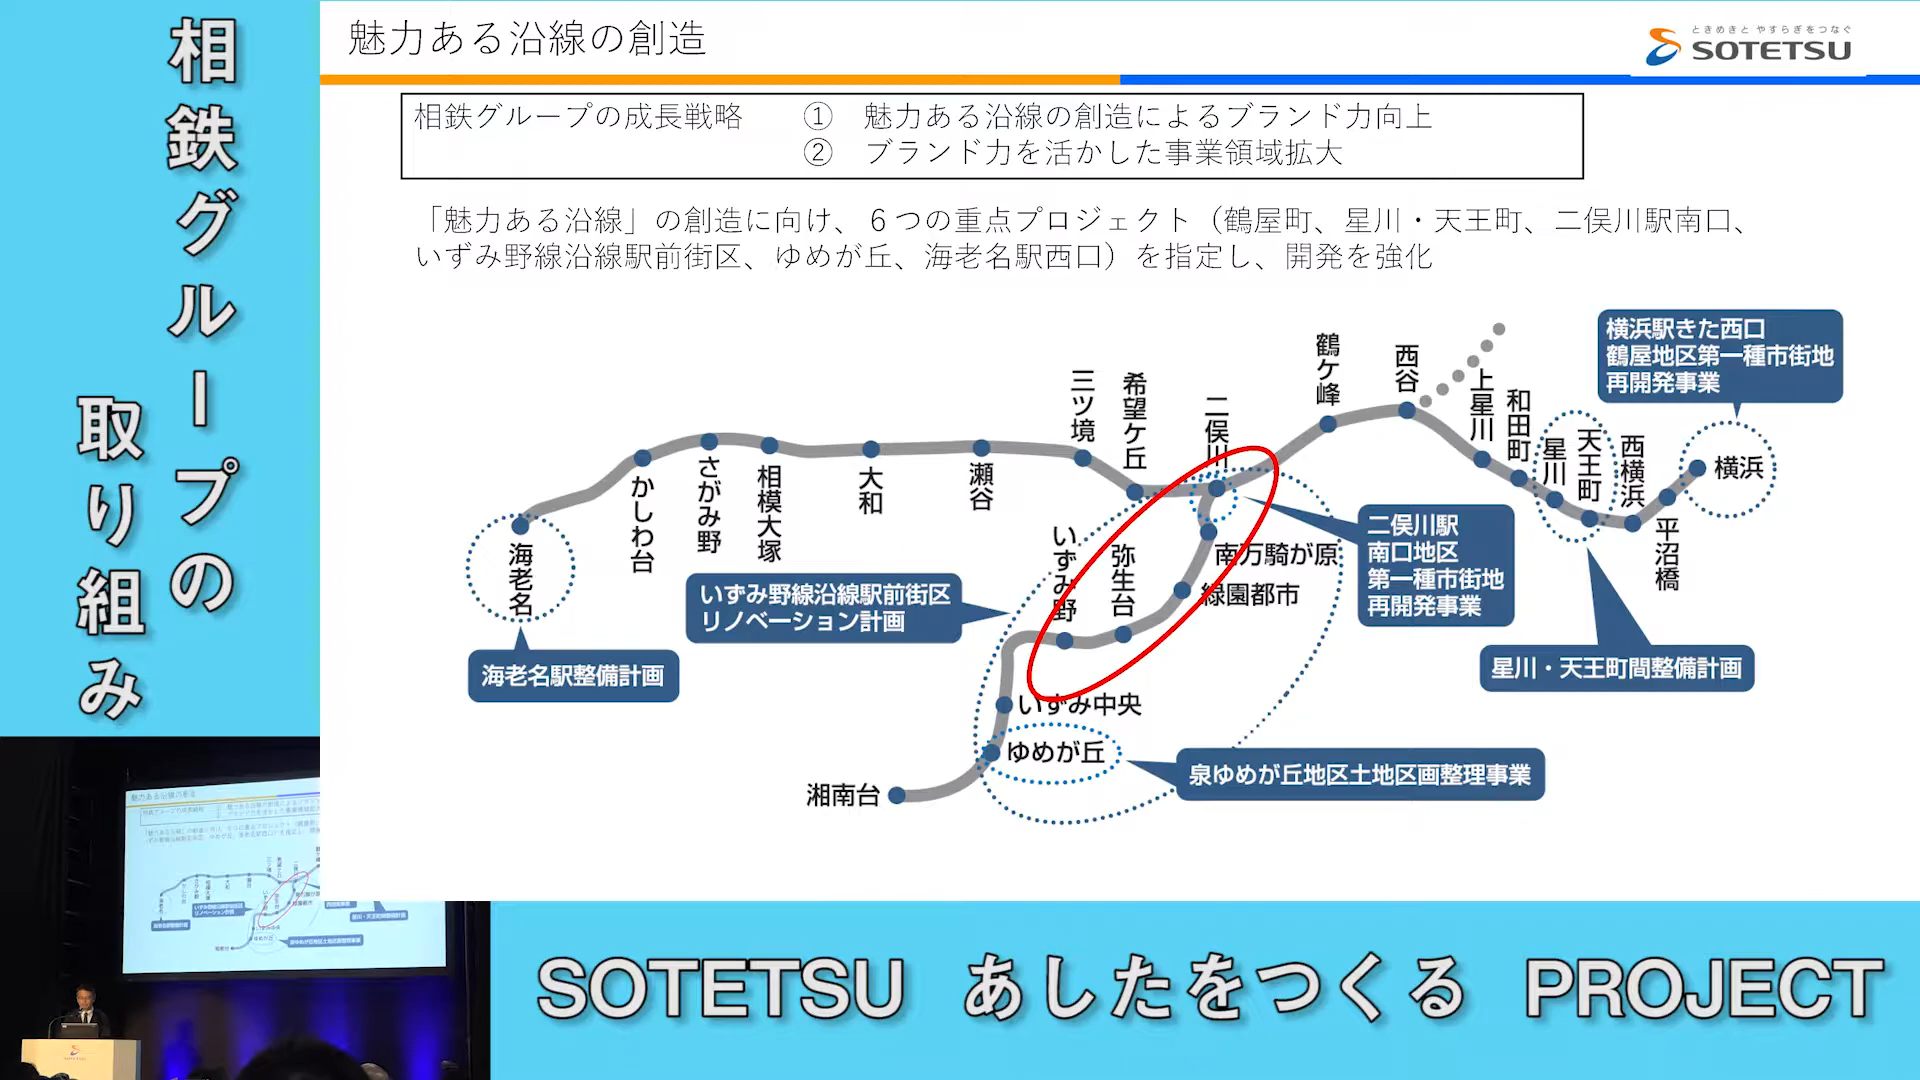 相鉄グループの
取り組み
魅力ある沿線の創造
ときめきと やすらぎをつなぐ
SOTETSU
相鉄グループの成長戦略 ① 魅力ある沿線の創造によるブランド力向上
② ブランド力を活かした事業領域拡大
「魅力ある沿線」の創造に向け、６つの重点プロジェクト（鶴屋町、星川・天王町、二俣川駅南口、
いずみ野線沿線駅前街区、ゆめが丘、海老名駅西口）を指定し、開発を強化
横浜駅きた西口
鶴屋地区第一種市街地
再開発事業
海老名
かしわ台
さがみ野
相模大塚
大和
瀬谷
三ツ境
希望ケ丘
二俣川
鶴ケ峰
西谷
上星川
和田町
星川
天王町
西横浜
平沼橋
横浜
南万騎が原
緑園都市
弥生台
いずみ野
いずみ中央
ゆめが丘
湘南台
二俣川駅
南口地区
第一種市街地
再開発事業
いずみ野線沿線駅前街区
リノベーション計画
海老名駅整備計画
星川・天王町間整備計画
泉ゆめが丘地区土地区画整理事業
SOTETSU あしたをつくる PROJECT